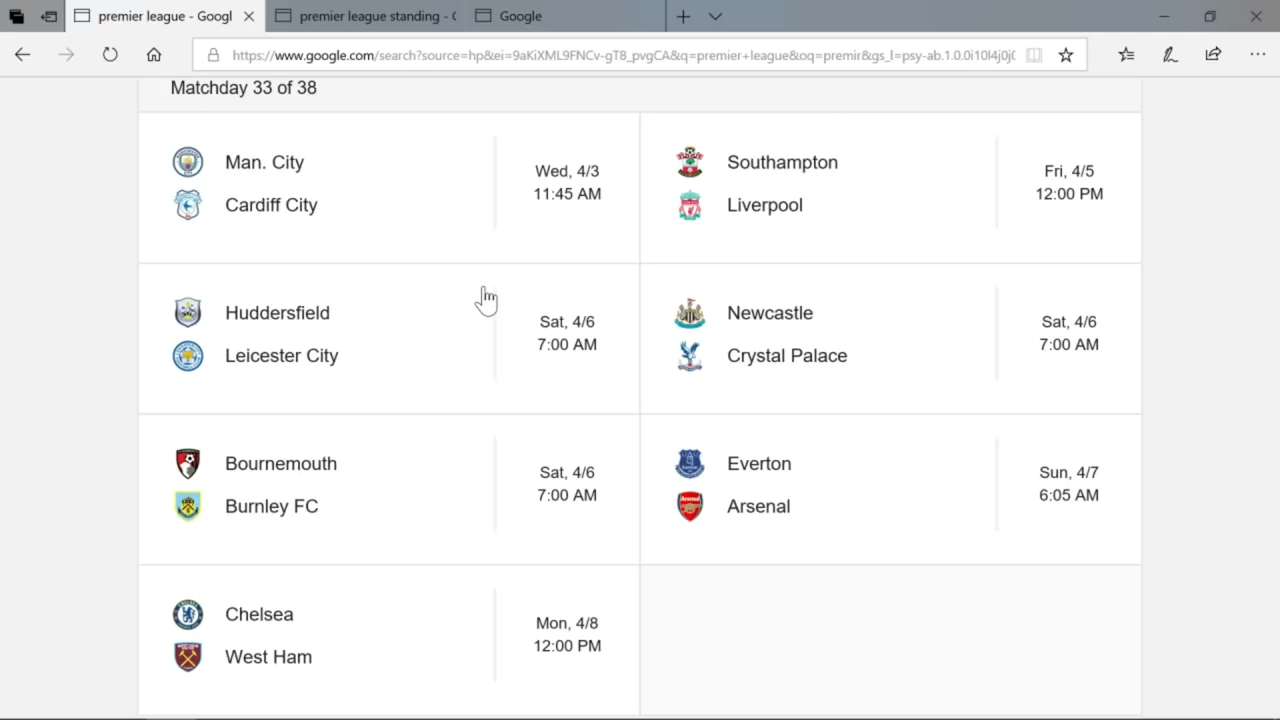 premier league - Googl
premier league standing - (
Google
https://www.google.com/search?source=hp&ei=9aKiXML9FNCv-gT8_pvgCA&q=premier+league&oq=premir&gs_l=psy-ab.1.0.0i10l4j0j0
Matchday 33 of 38
Man. City
Cardiff City
Wed, 4/3
11:45 AM
Southampton
Liverpool
Fri, 4/5
12:00 PM
Huddersfield
Leicester City
Sat, 4/6
7:00 AM
Newcastle
Crystal Palace
Sat, 4/6
7:00 AM
Bournemouth
Burnley FC
Sat, 4/6
7:00 AM
Everton
Arsenal
Sun, 4/7
6:05 AM
Chelsea
West Ham
Mon, 4/8
12:00 PM